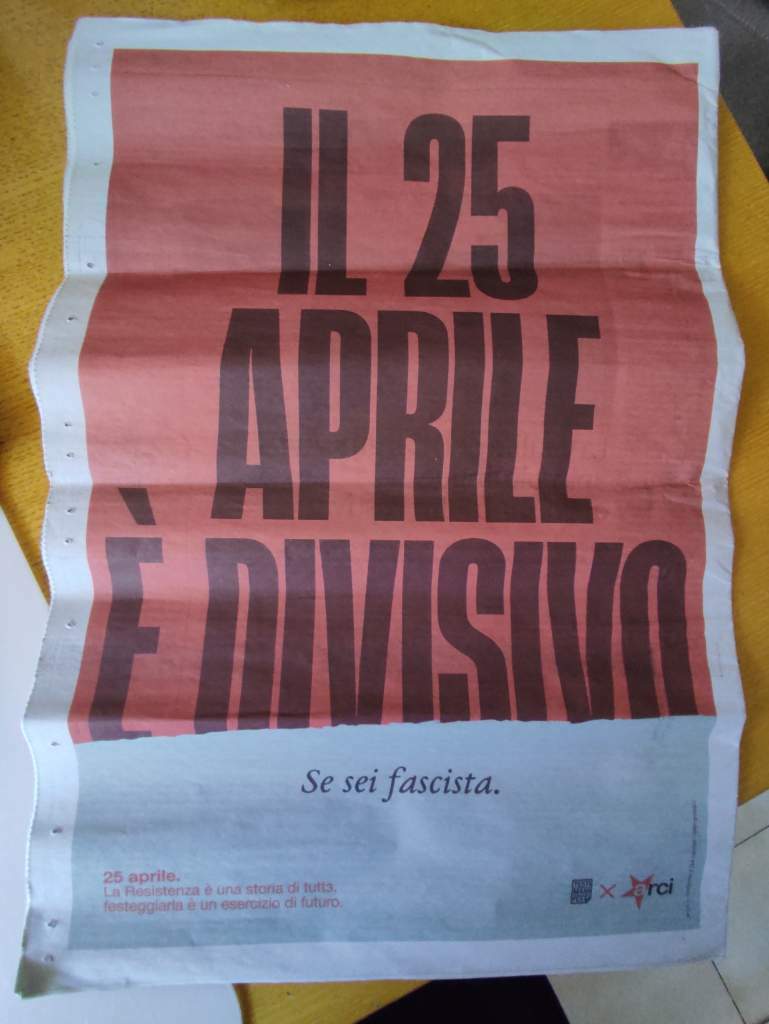 IL 25
APRILE
È DIVISIVO
Se sei fascista.
25 aprile.
La Resistenza è una storia di tuttɜ.
festeggiarla è un esercizio di futuro.
× arci